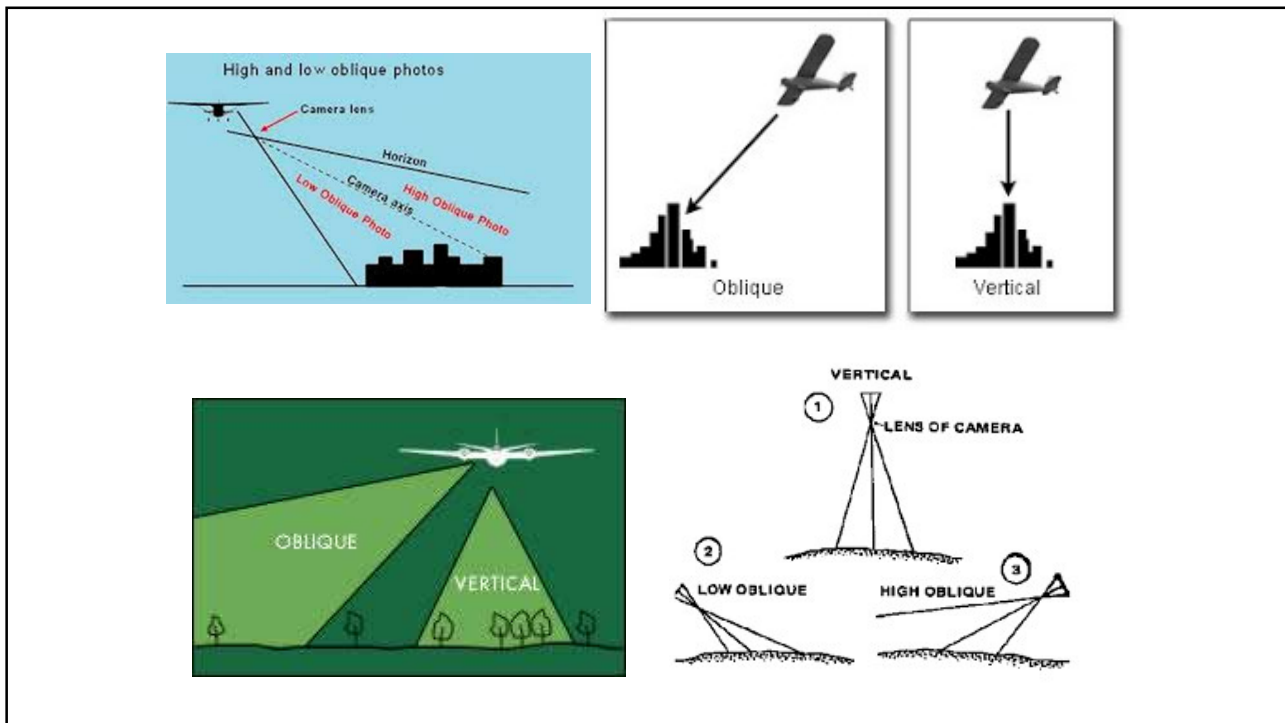 High and low oblique photos
Camera lens
Horizon
Camera axis
High Oblique Photo
Low Oblique Photo
Oblique
Vertical
OBLIQUE
VERTICAL
VERTICAL
1
LENS OF CAMERA
2
LOW OBLIQUE
3
HIGH OBLIQUE